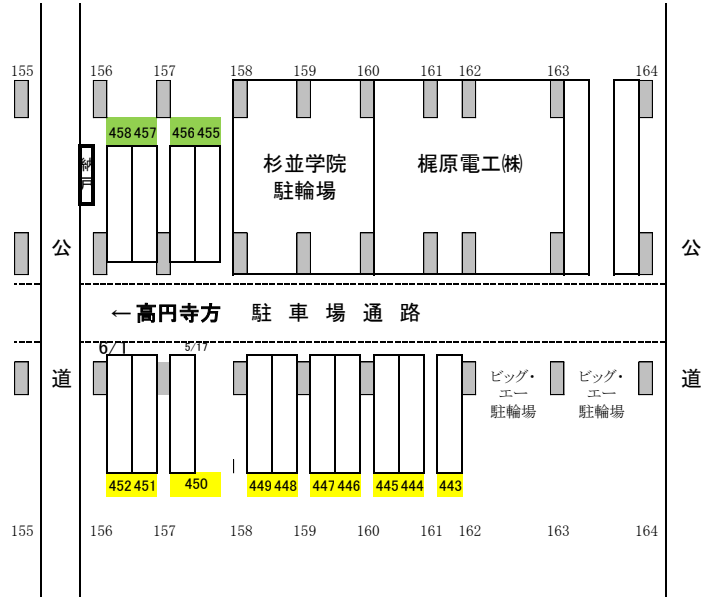 155 156 157 158 159 160 161 162 163 164
458 457 456 455
納戸
杉並学院
駐輪場
梶原電工㈱
公 公
←高円寺方 駐車場通路
6/1 5/17
道 道
ビッグ・
エー
駐輪場
ビッグ・
エー
駐輪場
452 451 450 449 448 447 446 445 444 443
155 156 157 158 159 160 161 162 163 164